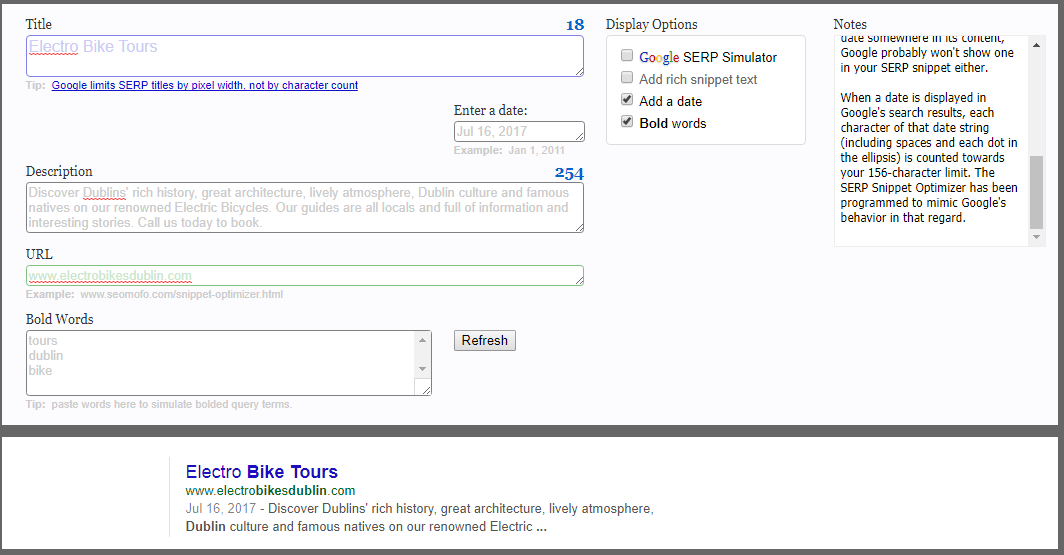 Title 18
Electro Bike Tours
Tip: Google limits SERP titles by pixel width, not by character count
Enter a date:
Jul 16, 2017
Example: Jan 1, 2011
Description 254
Discover Dublins' rich history, great architecture, lively atmosphere, Dublin culture and famous
natives on our renowned Electric Bicycles. Our guides are all locals and full of information and
interesting stories. Call us today to book.
URL
www.electrobikesdublin.com
Example: www.seomofo.com/snippet-optimizer.html
Bold Words
tours
dublin
bike
Refresh
Tip: paste words here to simulate bolded query terms.
Display Options
Google SERP Simulator
Add rich snippet text
Add a date
Bold words
Notes
date somewhere in its content,
Google probably won't show one
in your SERP snippet either.
When a date is displayed in
Google's search results, each
character of that date string
(including spaces and each dot in
the ellipsis) is counted towards
your 156-character limit. The
SERP Snippet Optimizer has been
programmed to mimic Google's
behavior in that regard.
Electro Bike Tours
www.electrobikesdublin.com
Jul 16, 2017 - Discover Dublins' rich history, great architecture, lively atmosphere,
Dublin culture and famous natives on our renowned Electric ...